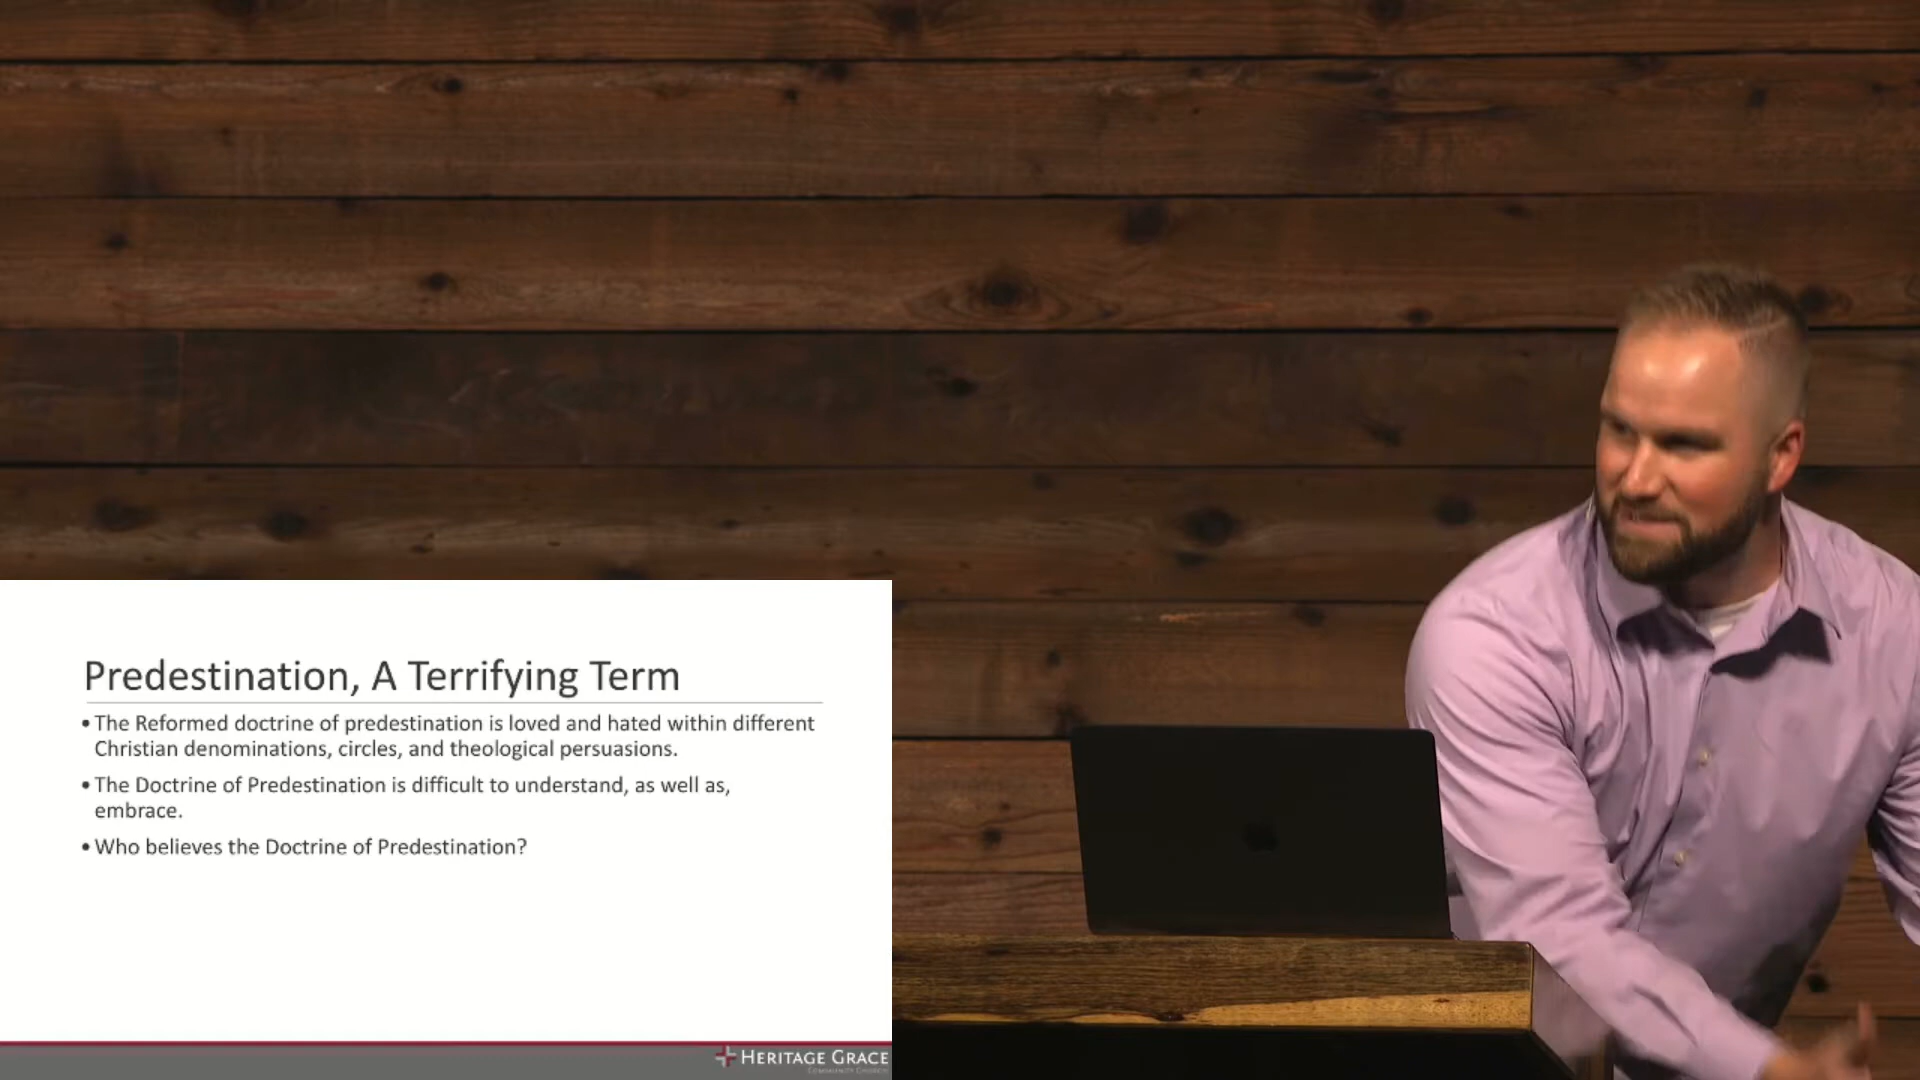 Predestination, A Terrifying Term
• The Reformed doctrine of predestination is loved and hated within different
Christian denominations, circles, and theological persuasions.
• The Doctrine of Predestination is difficult to understand, as well as,
embrace.
• Who believes the Doctrine of Predestination?
HERITAGE GRACE
COMMUNITY CHURCH